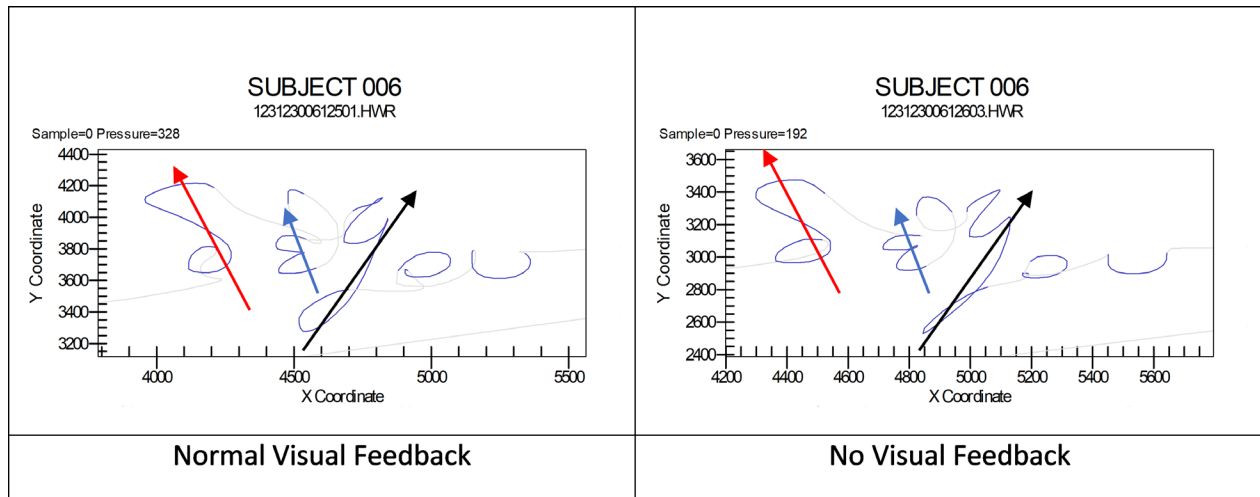 SUBJECT 006
12312300612501.HWR
Sample=0 Pressure=328
4400
4200
4000
3800
3600
3400
3200
Y Coordinate
4000 4500 5000 5500
X Coordinate
Normal Visual Feedback
SUBJECT 006
12312300612603.HWR
Sample=0 Pressure=192
3600
3400
3200
3000
2800
2600
2400
Y Coordinate
4200 4400 4600 4800 5000 5200 5400 5600
X Coordinate
No Visual Feedback